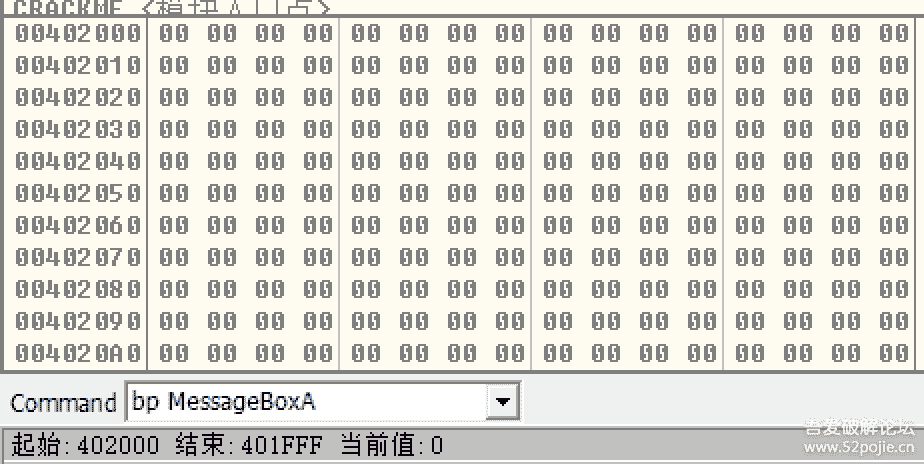 CRACKME <模块入口点>
00402000 00 00 00 00 00 00 00 00 00 00 00 00 00 00 00 00
00402010 00 00 00 00 00 00 00 00 00 00 00 00 00 00 00 00
00402020 00 00 00 00 00 00 00 00 00 00 00 00 00 00 00 00
00402030 00 00 00 00 00 00 00 00 00 00 00 00 00 00 00 00
00402040 00 00 00 00 00 00 00 00 00 00 00 00 00 00 00 00
00402050 00 00 00 00 00 00 00 00 00 00 00 00 00 00 00 00
00402060 00 00 00 00 00 00 00 00 00 00 00 00 00 00 00 00
00402070 00 00 00 00 00 00 00 00 00 00 00 00 00 00 00 00
00402080 00 00 00 00 00 00 00 00 00 00 00 00 00 00 00 00
00402090 00 00 00 00 00 00 00 00 00 00 00 00 00 00 00 00
004020A0 00 00 00 00 00 00 00 00 00 00 00 00 00 00 00 00
Command bp MessageBoxA
起始:402000 结束:401FFF 当前值:0
吾爱破解论坛
www.52pojie.cn